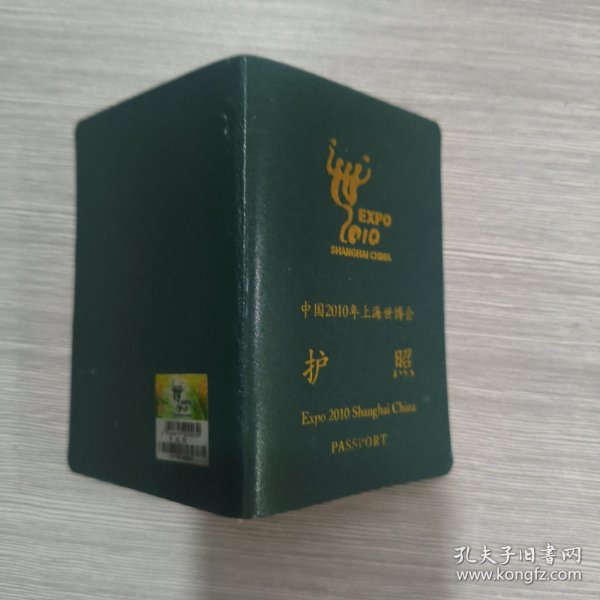 EXPO
2010
SHANGHAI CHINA
中国2010年上海世博会
护照
Expo 2010 Shanghai China
PASSPORT
EXPO
孔夫子旧书网
www.kongfz.com